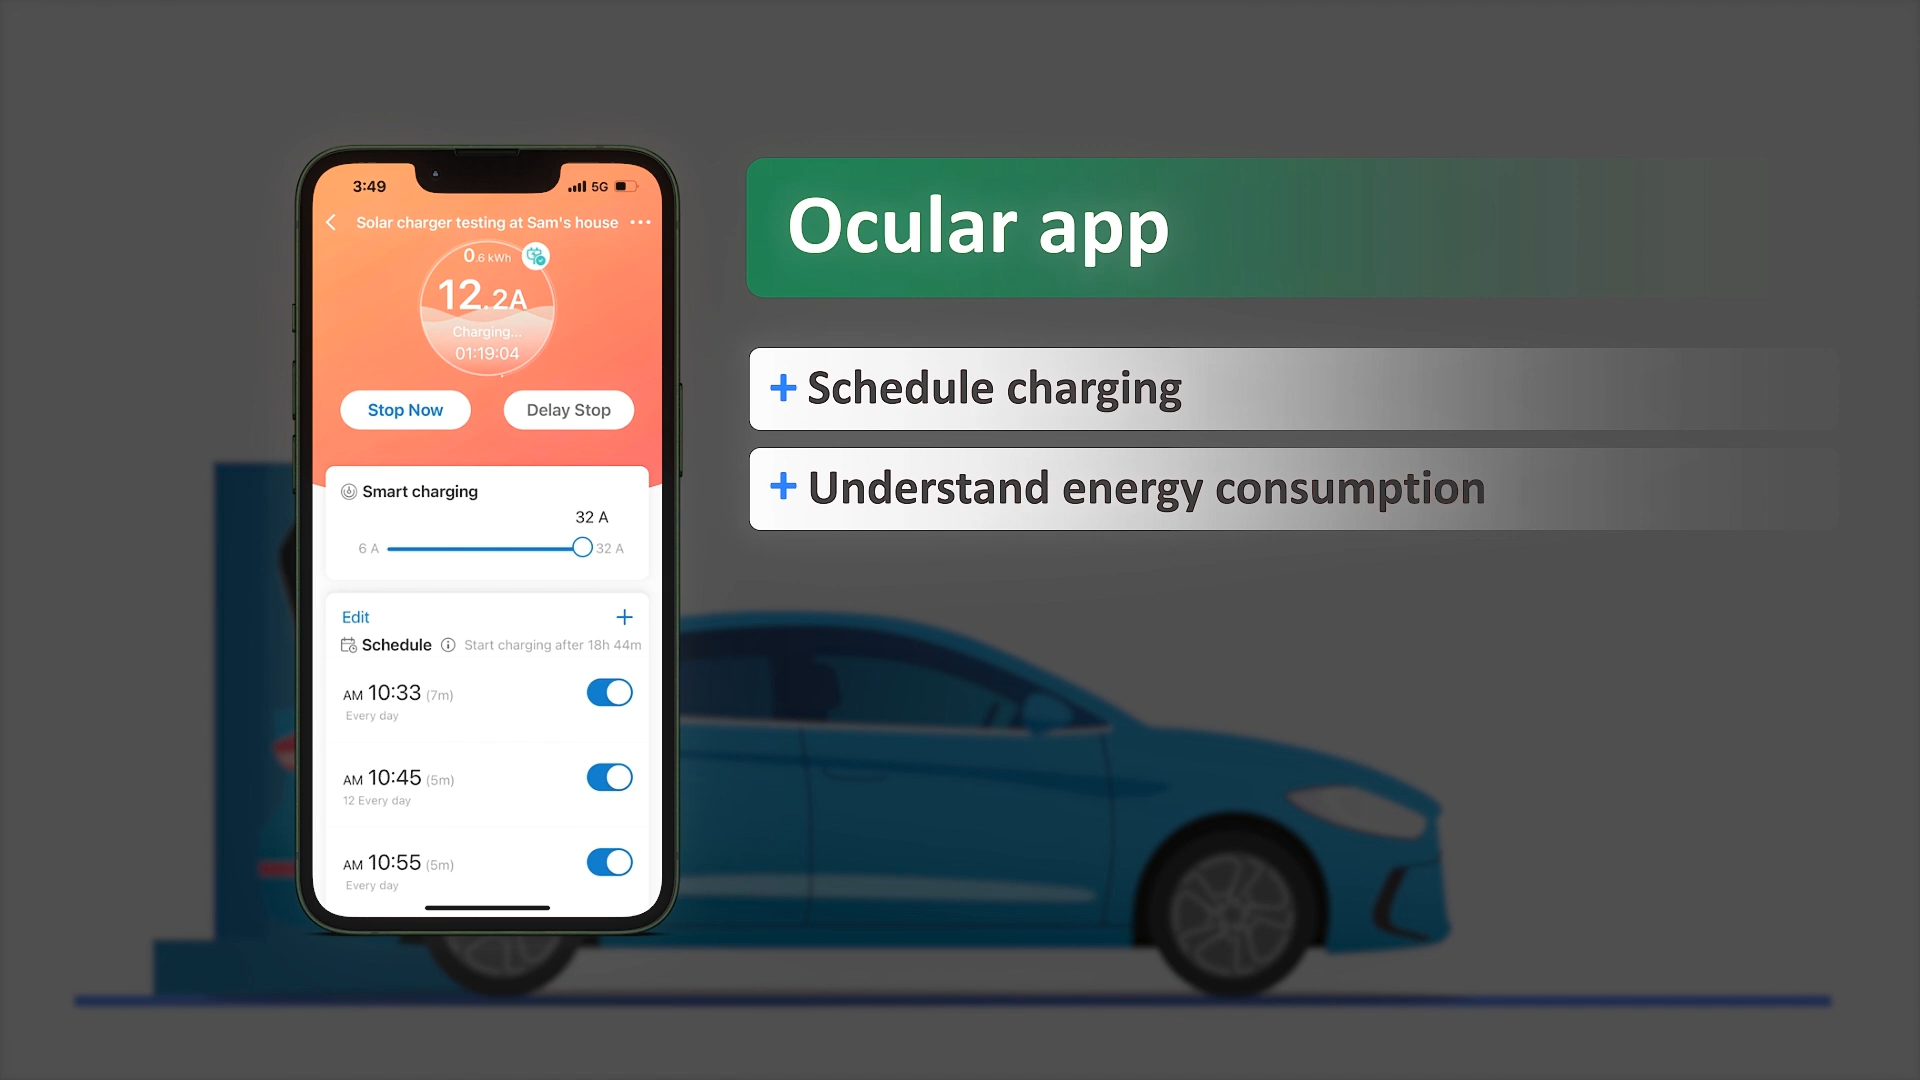 3:49
5G
Solar charger testing at Sam's house
0.6 kWh
12.2A
Charging...
01:19:04
Stop Now
Delay Stop
Smart charging
32 A
6 A
32 A
Edit
Schedule
Start charging after 18h 44m
AM 10:33 (7m)
Every day
AM 10:45 (5m)
12 Every day
AM 10:55 (5m)
Every day
Ocular app
+ Schedule charging
+ Understand energy consumption